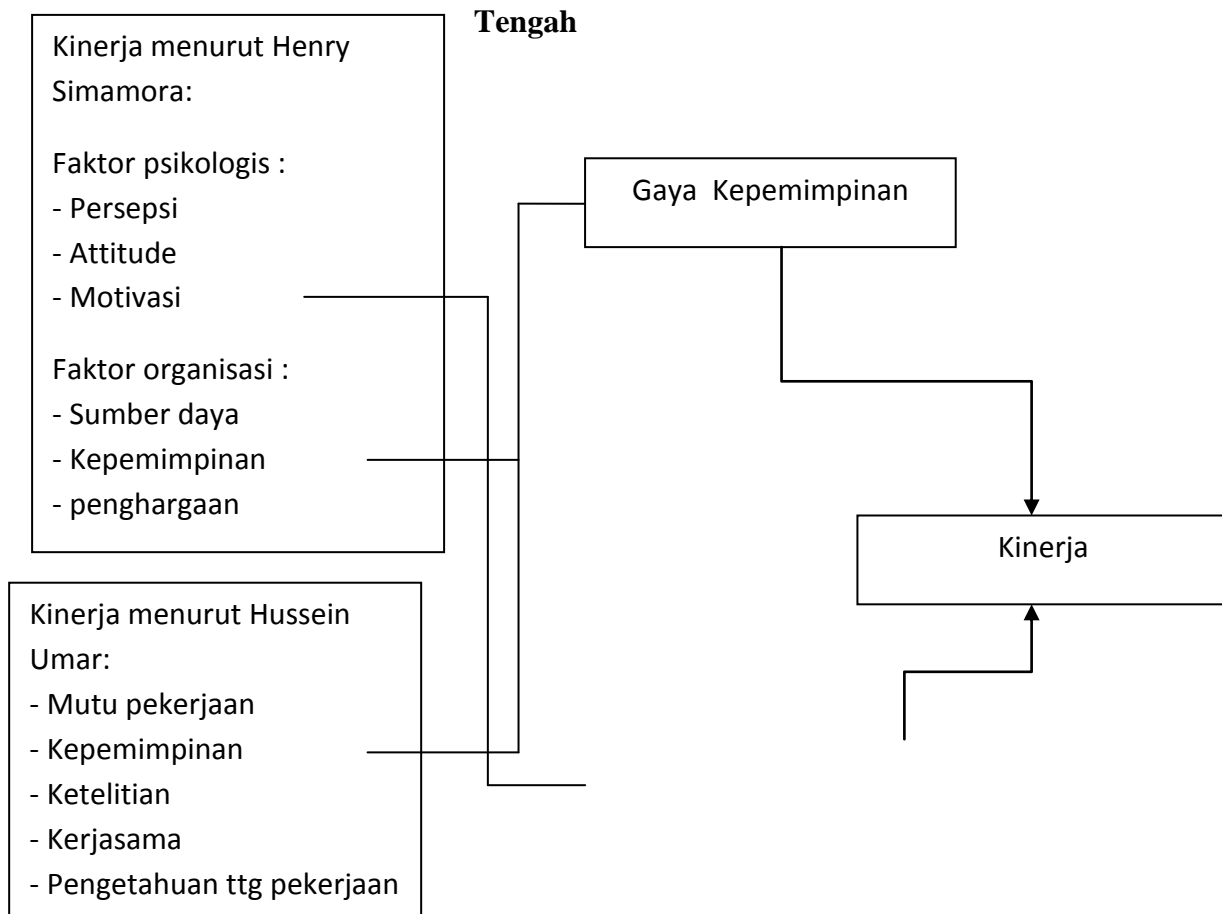 Tengah
Kinerja menurut Henry
Simamora:
Faktor psikologis :
- Persepsi
- Attitude
- Motivasi
Faktor organisasi :
- Sumber daya
- Kepemimpinan
- penghargaan
Gaya Kepemimpinan
Kinerja
Kinerja menurut Hussein
Umar:
- Mutu pekerjaan
- Kepemimpinan
- Ketelitian
- Kerjasama
- Pengetahuan ttg pekerjaan